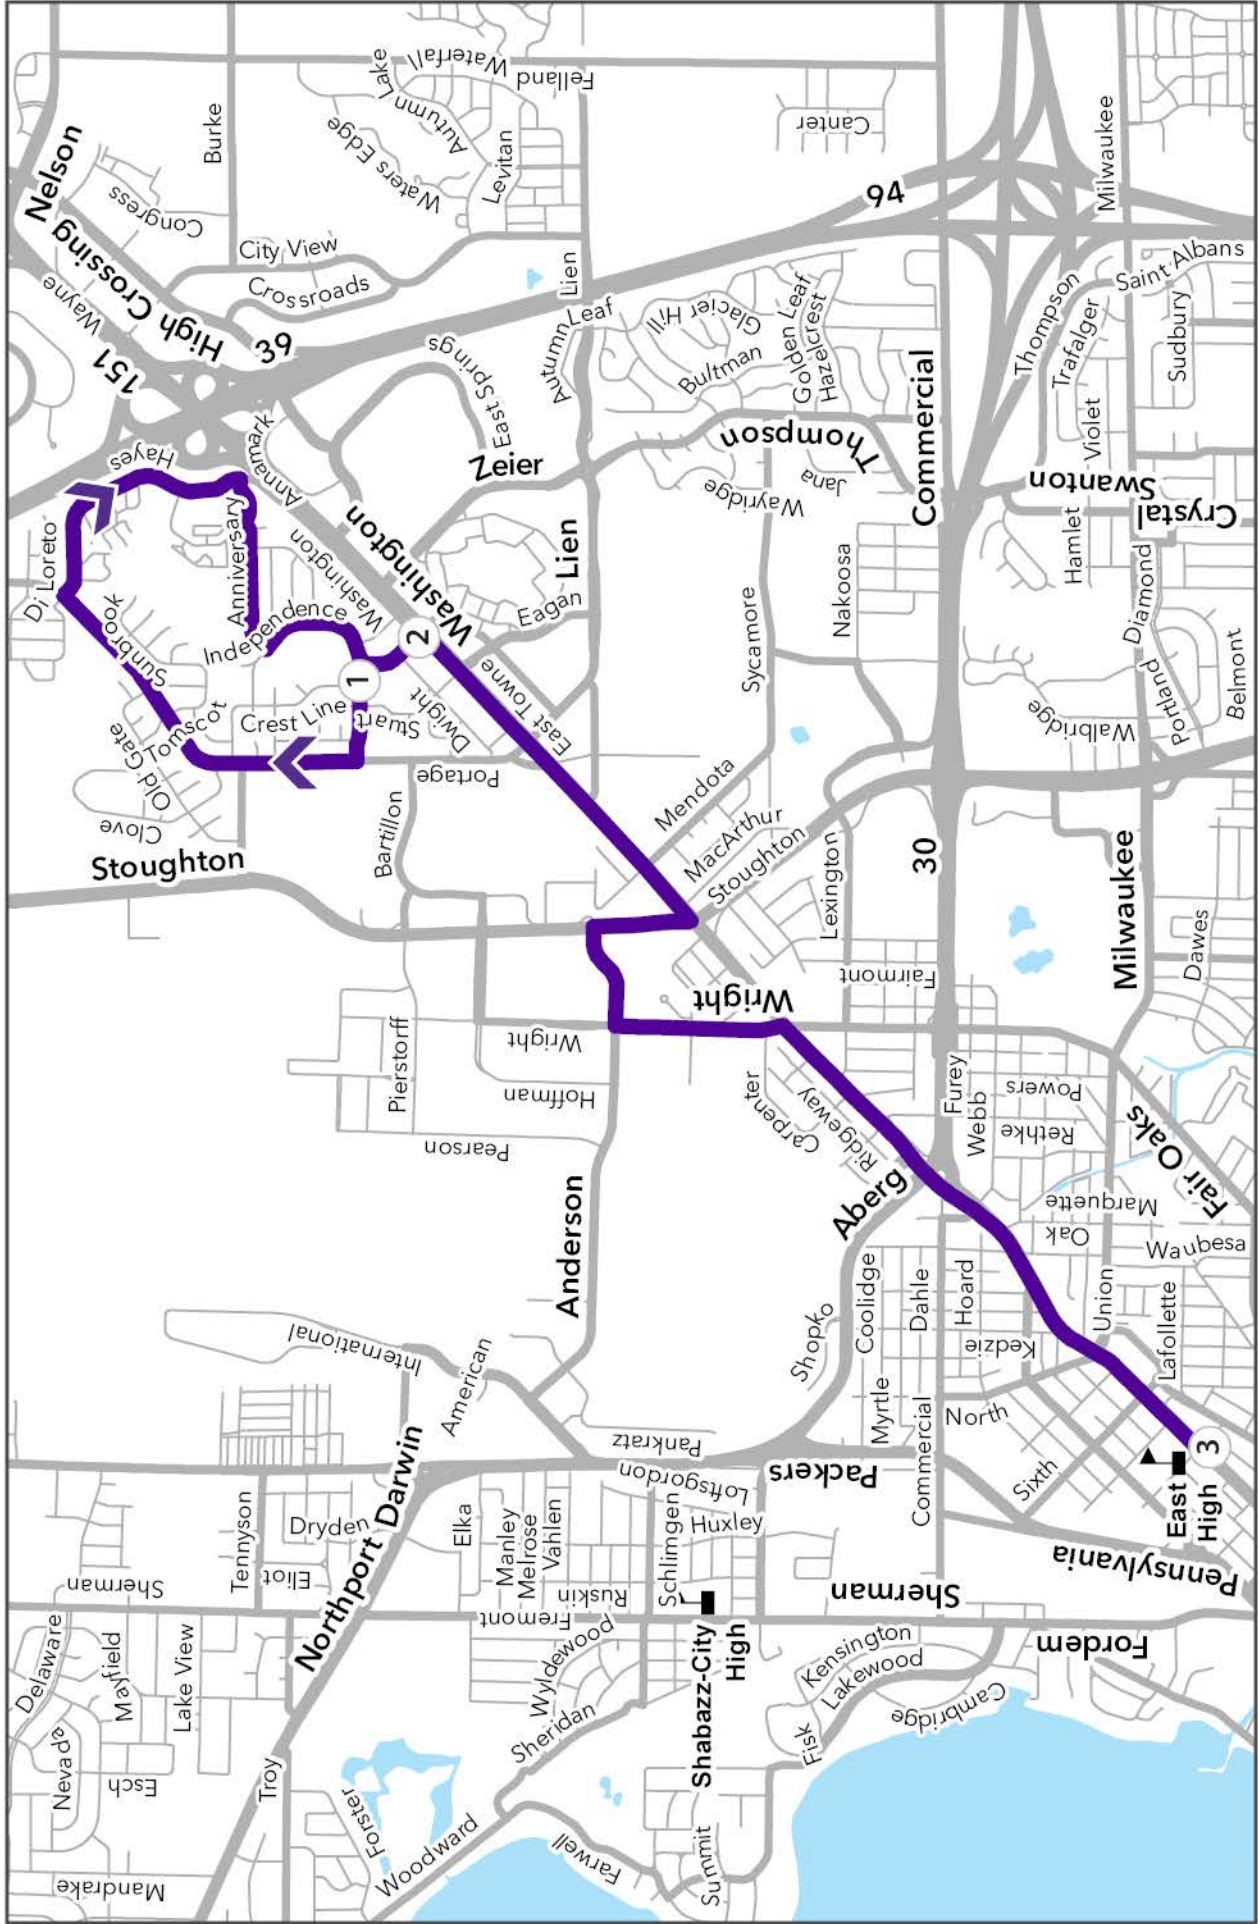 Nelson
Burke
Congress
High Crossing
Wayne
151
39
City View
Crossroads
Waterfall
Felland
Autumn Lake
Autumn Lake
Waters Edge
Levitan
Canter
94
Milwaukee
Lien
Autumn Leaf
Glacier Hill
Bultman
Golden Leaf
Hazelcrest
Thompson
Saint Albans
Trafalger
Sudbury
Violet
Commercial
Swanton
Crystal
Hamlet
Diamond
Portland
Belmont
Walbridge
East Springs
Zeier
Thompson
Jana
Wayridge
Nakoosa
Sycamore
Lien
Eagan
Hayes
Annamark
Washington
Washington
Di Loreto
Anniversary
Independence
Sunbrook
2
1
Crest Line
Stuart
Dwight
East Towne
Tomscot
Old Gate
Clove
Portage
Bartillon
Stoughton
Mendota
MacArthur
Stoughton
Lexington
30
Milwaukee
Dawes
Fairmont
Wright
Wright
Pierstorff
Hoffman
Pearson
Carpenter
Ridgeway
Furey
Webb
Powers
Rethke
Fair Oaks
Marquette
Oak
Waubesa
Anderson
Aberg
Shopko
Coolidge
Dahle
Hoard
Union
Kedzie
Lafollette
Myrtle
Commercial
North
Sixth
International
American
Pankratz
Packers
Northport
Darwin
Loftsgordon
Huxley
Schlimgen
3
East
High
Pennsylvania
Tennyson
Dryden
Eliot
Elka
Manley
Melrose
Vahlen
Ruskin
Fremont
Sherman
Sherman
Shabazz-City
High
Fordem
Delaware
Mayfield
Lake View
Nevada
Esch
Troy
Mandrake
Forster
Woodward
Wyldewood
Sheridan
Farwell
Summit
Fisk
Kensington
Lakewood
Cambridge